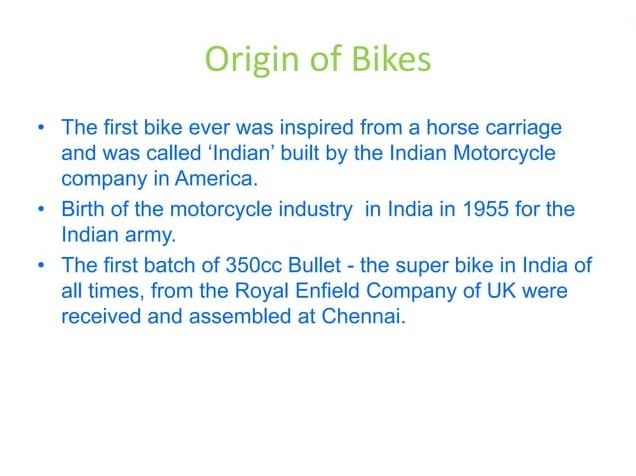 Origin of Bikes
• The first bike ever was inspired from a horse carriage
and was called ‘Indian’ built by the Indian Motorcycle
company in America.
• Birth of the motorcycle industry  in India in 1955 for the
Indian army.
• The first batch of 350cc Bullet - the super bike in India of
all times, from the Royal Enfield Company of UK were
received and assembled at Chennai.